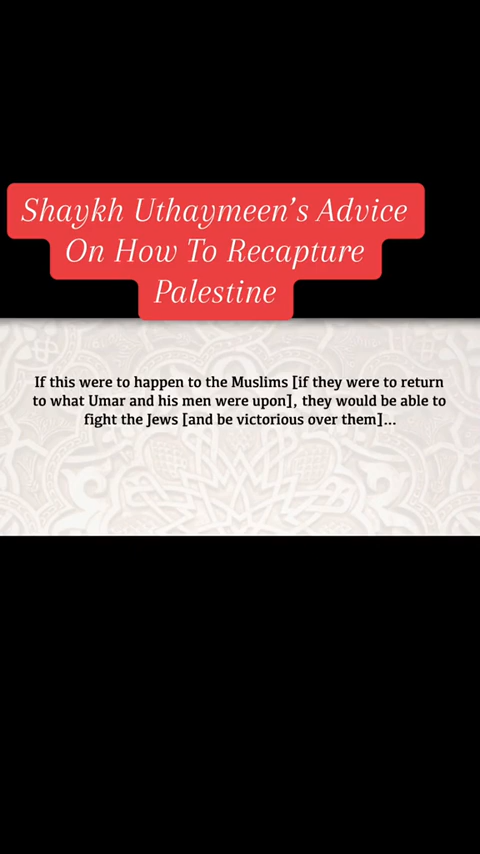 Shaykh Uthaymeen’s Advice
On How To Recapture
Palestine
If this were to happen to the Muslims [if they were to return
to what Umar and his men were upon], they would be able to
fight the Jews [and be victorious over them]...